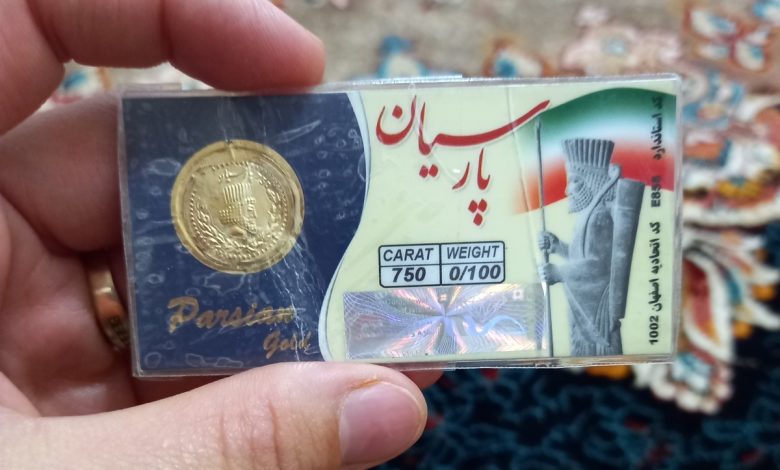 پارسیان
CARAT WEIGHT
750 0/100
Parsian
Gold
کد استاندارد E858
کد اتحادیه اصفهان 1002